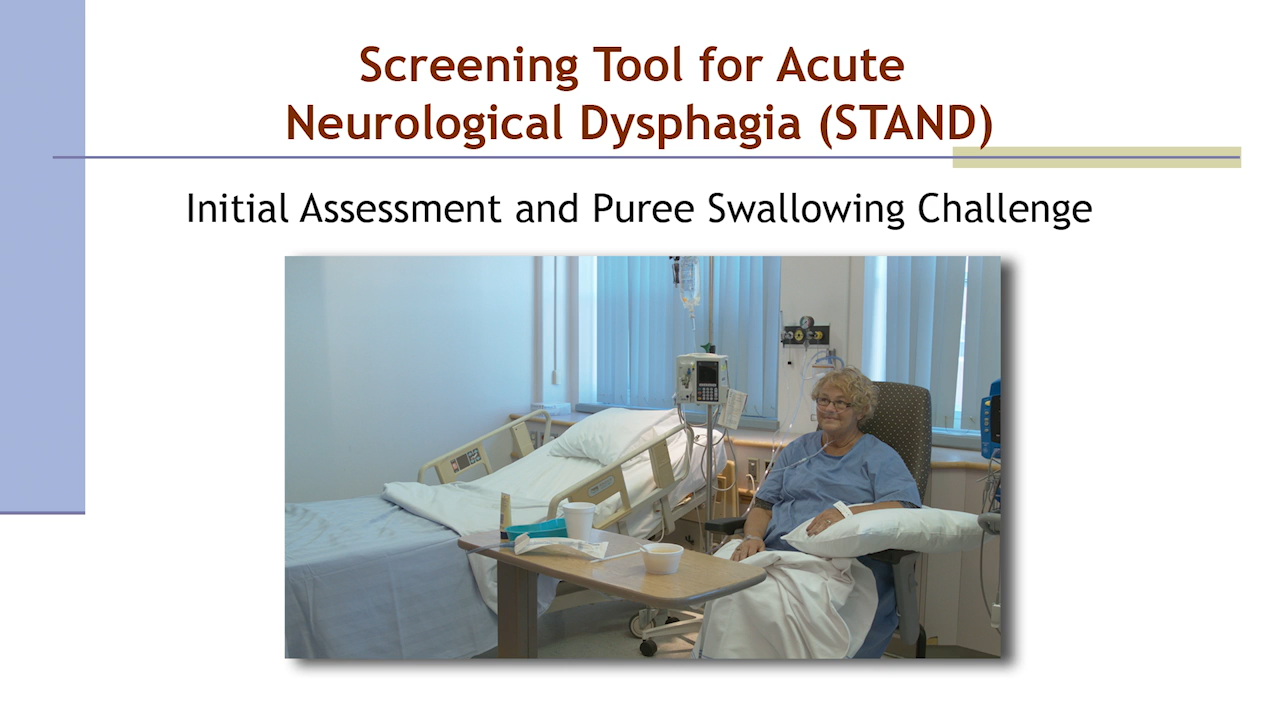 Screening Tool for Acute
Neurological Dysphagia (STAND)
Initial Assessment and Puree Swallowing Challenge